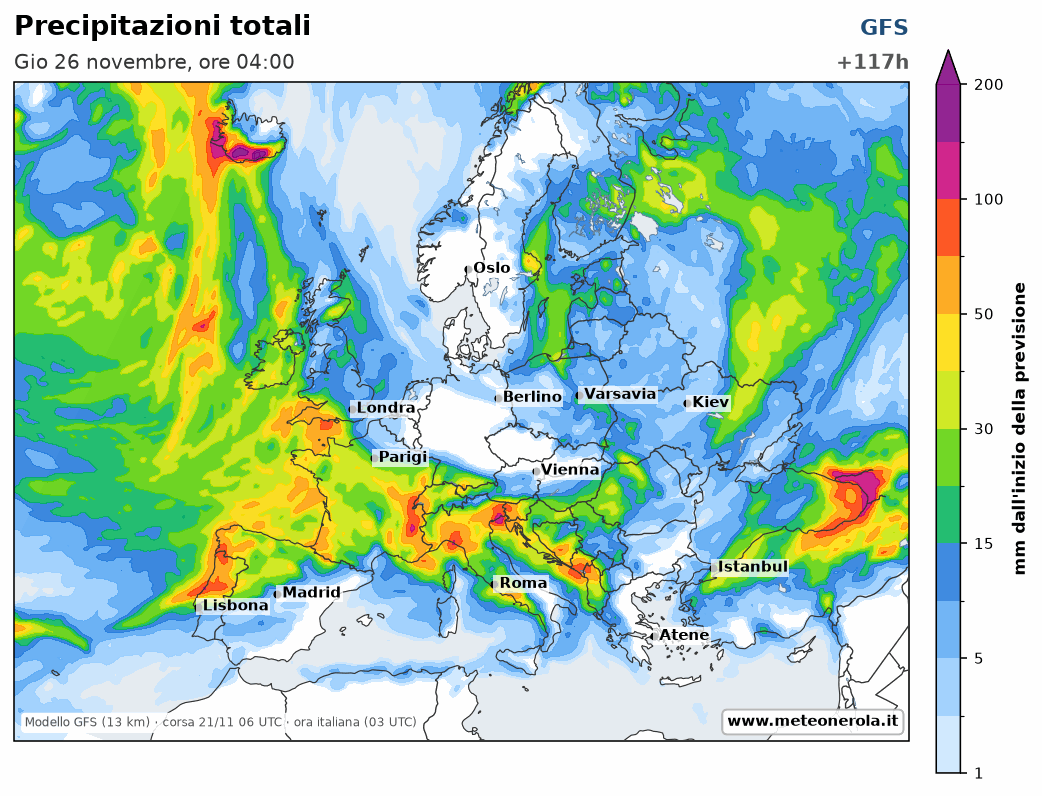 Precipitazioni totali
GFS
Gio 26 novembre, ore 04:00
+117h
200
100
50
30
15
5
1
mm dall'inizio della previsione
Oslo
Berlino
Varsavia
Kiev
Londra
Parigi
Vienna
Istanbul
Roma
Madrid
Lisbona
Atene
Modello GFS (13 km) · corsa 21/11 06 UTC · ora italiana (03 UTC)
www.meteonerola.it